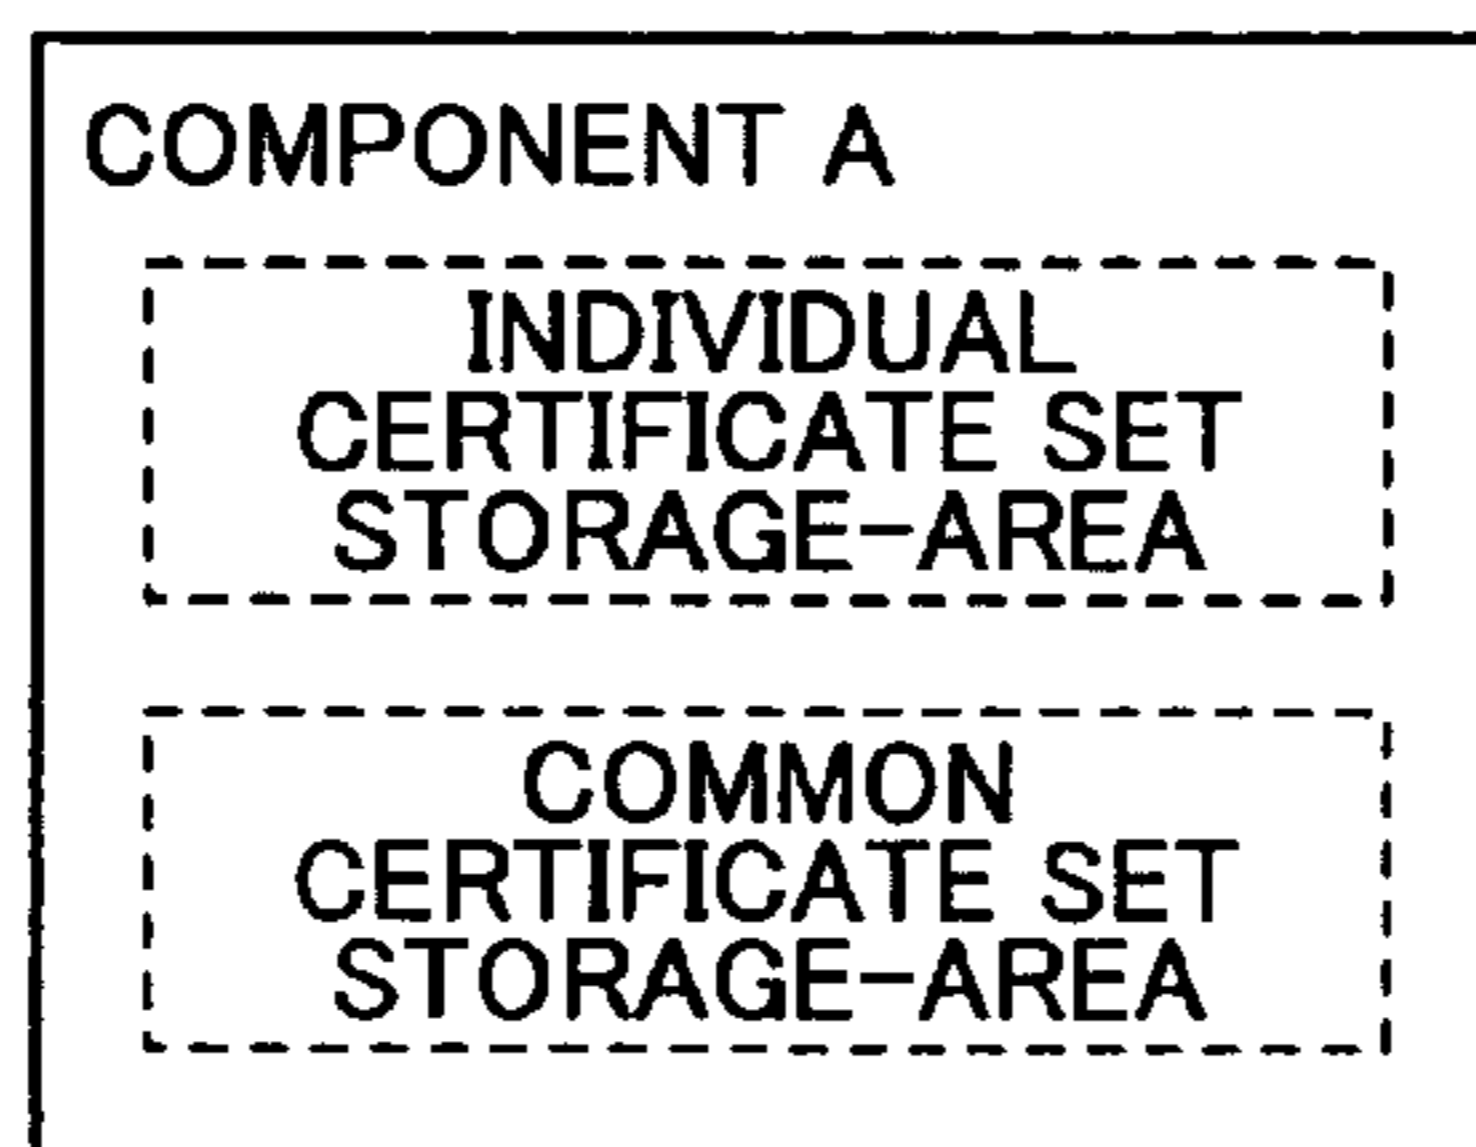 COMPONENT A
INDIVIDUAL
CERTIFICATE SET
STORAGE-AREA
COMMON
CERTIFICATE SET
STORAGE-AREA